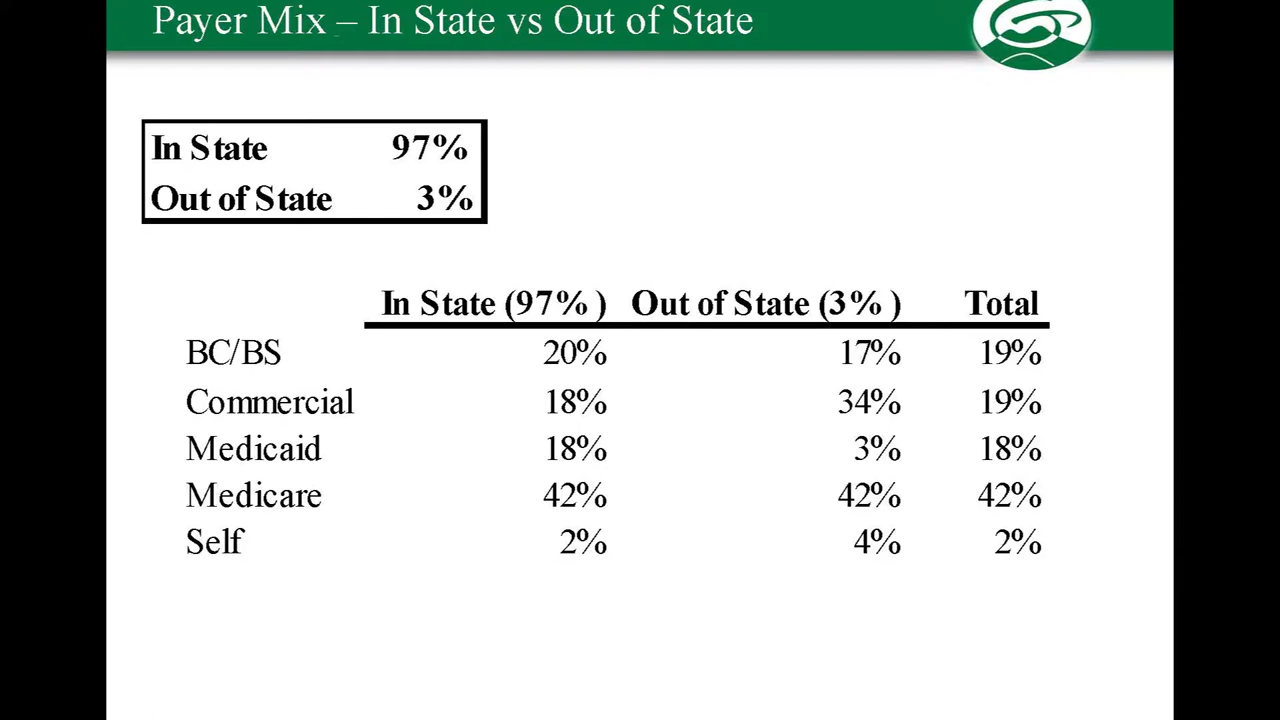 Payer Mix – In State vs Out of State
In State 97%
Out of State 3%
In State (97% ) Out of State (3% ) Total
BC/BS 20% 17% 19%
Commercial 18% 34% 19%
Medicaid 18% 3% 18%
Medicare 42% 42% 42%
Self 2% 4% 2%